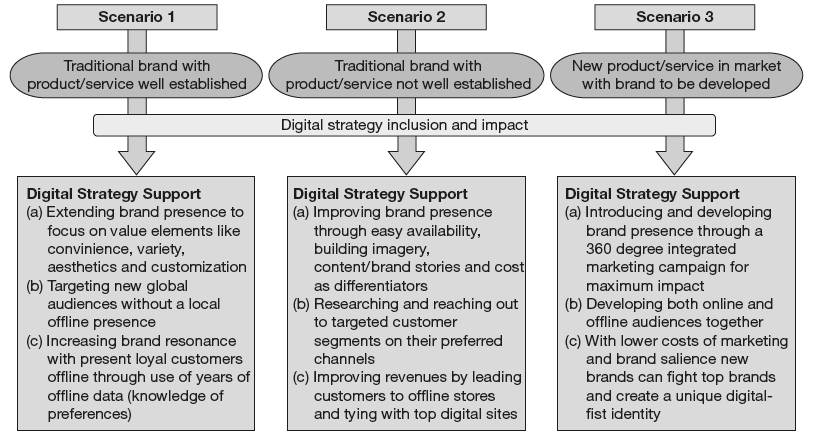 Scenario 1
Scenario 2
Scenario 3
Traditional brand with
product/service well established
Traditional brand with
product/service not well established
New product/service in market
with brand to be developed
Digital strategy inclusion and impact
Digital Strategy Support
(a) Extending brand presence to
focus on value elements like
convinience, variety,
aesthetics and customization
(b) Targeting new global
audiences without a local
offline presence
(c) Increasing brand resonance
with present loyal customers
offline through use of years of
offline data (knowledge of
preferences)
Digital Strategy Support
(a) Improving brand presence
through easy availability,
building imagery,
content/brand stories and cost
as differentiators
(b) Researching and reaching out
to targeted customer
segments on their preferred
channels
(c) Improving revenues by leading
customers to offline stores
and tying with top digital sites
Digital Strategy Support
(a) Introducing and developing
brand presence through a
360 degree integrated
marketing campaign for
maximum impact
(b) Developing both online and
offline audiences together
(c) With lower costs of marketing
and brand salience new
brands can fight top brands
and create a unique digital-
fist identity